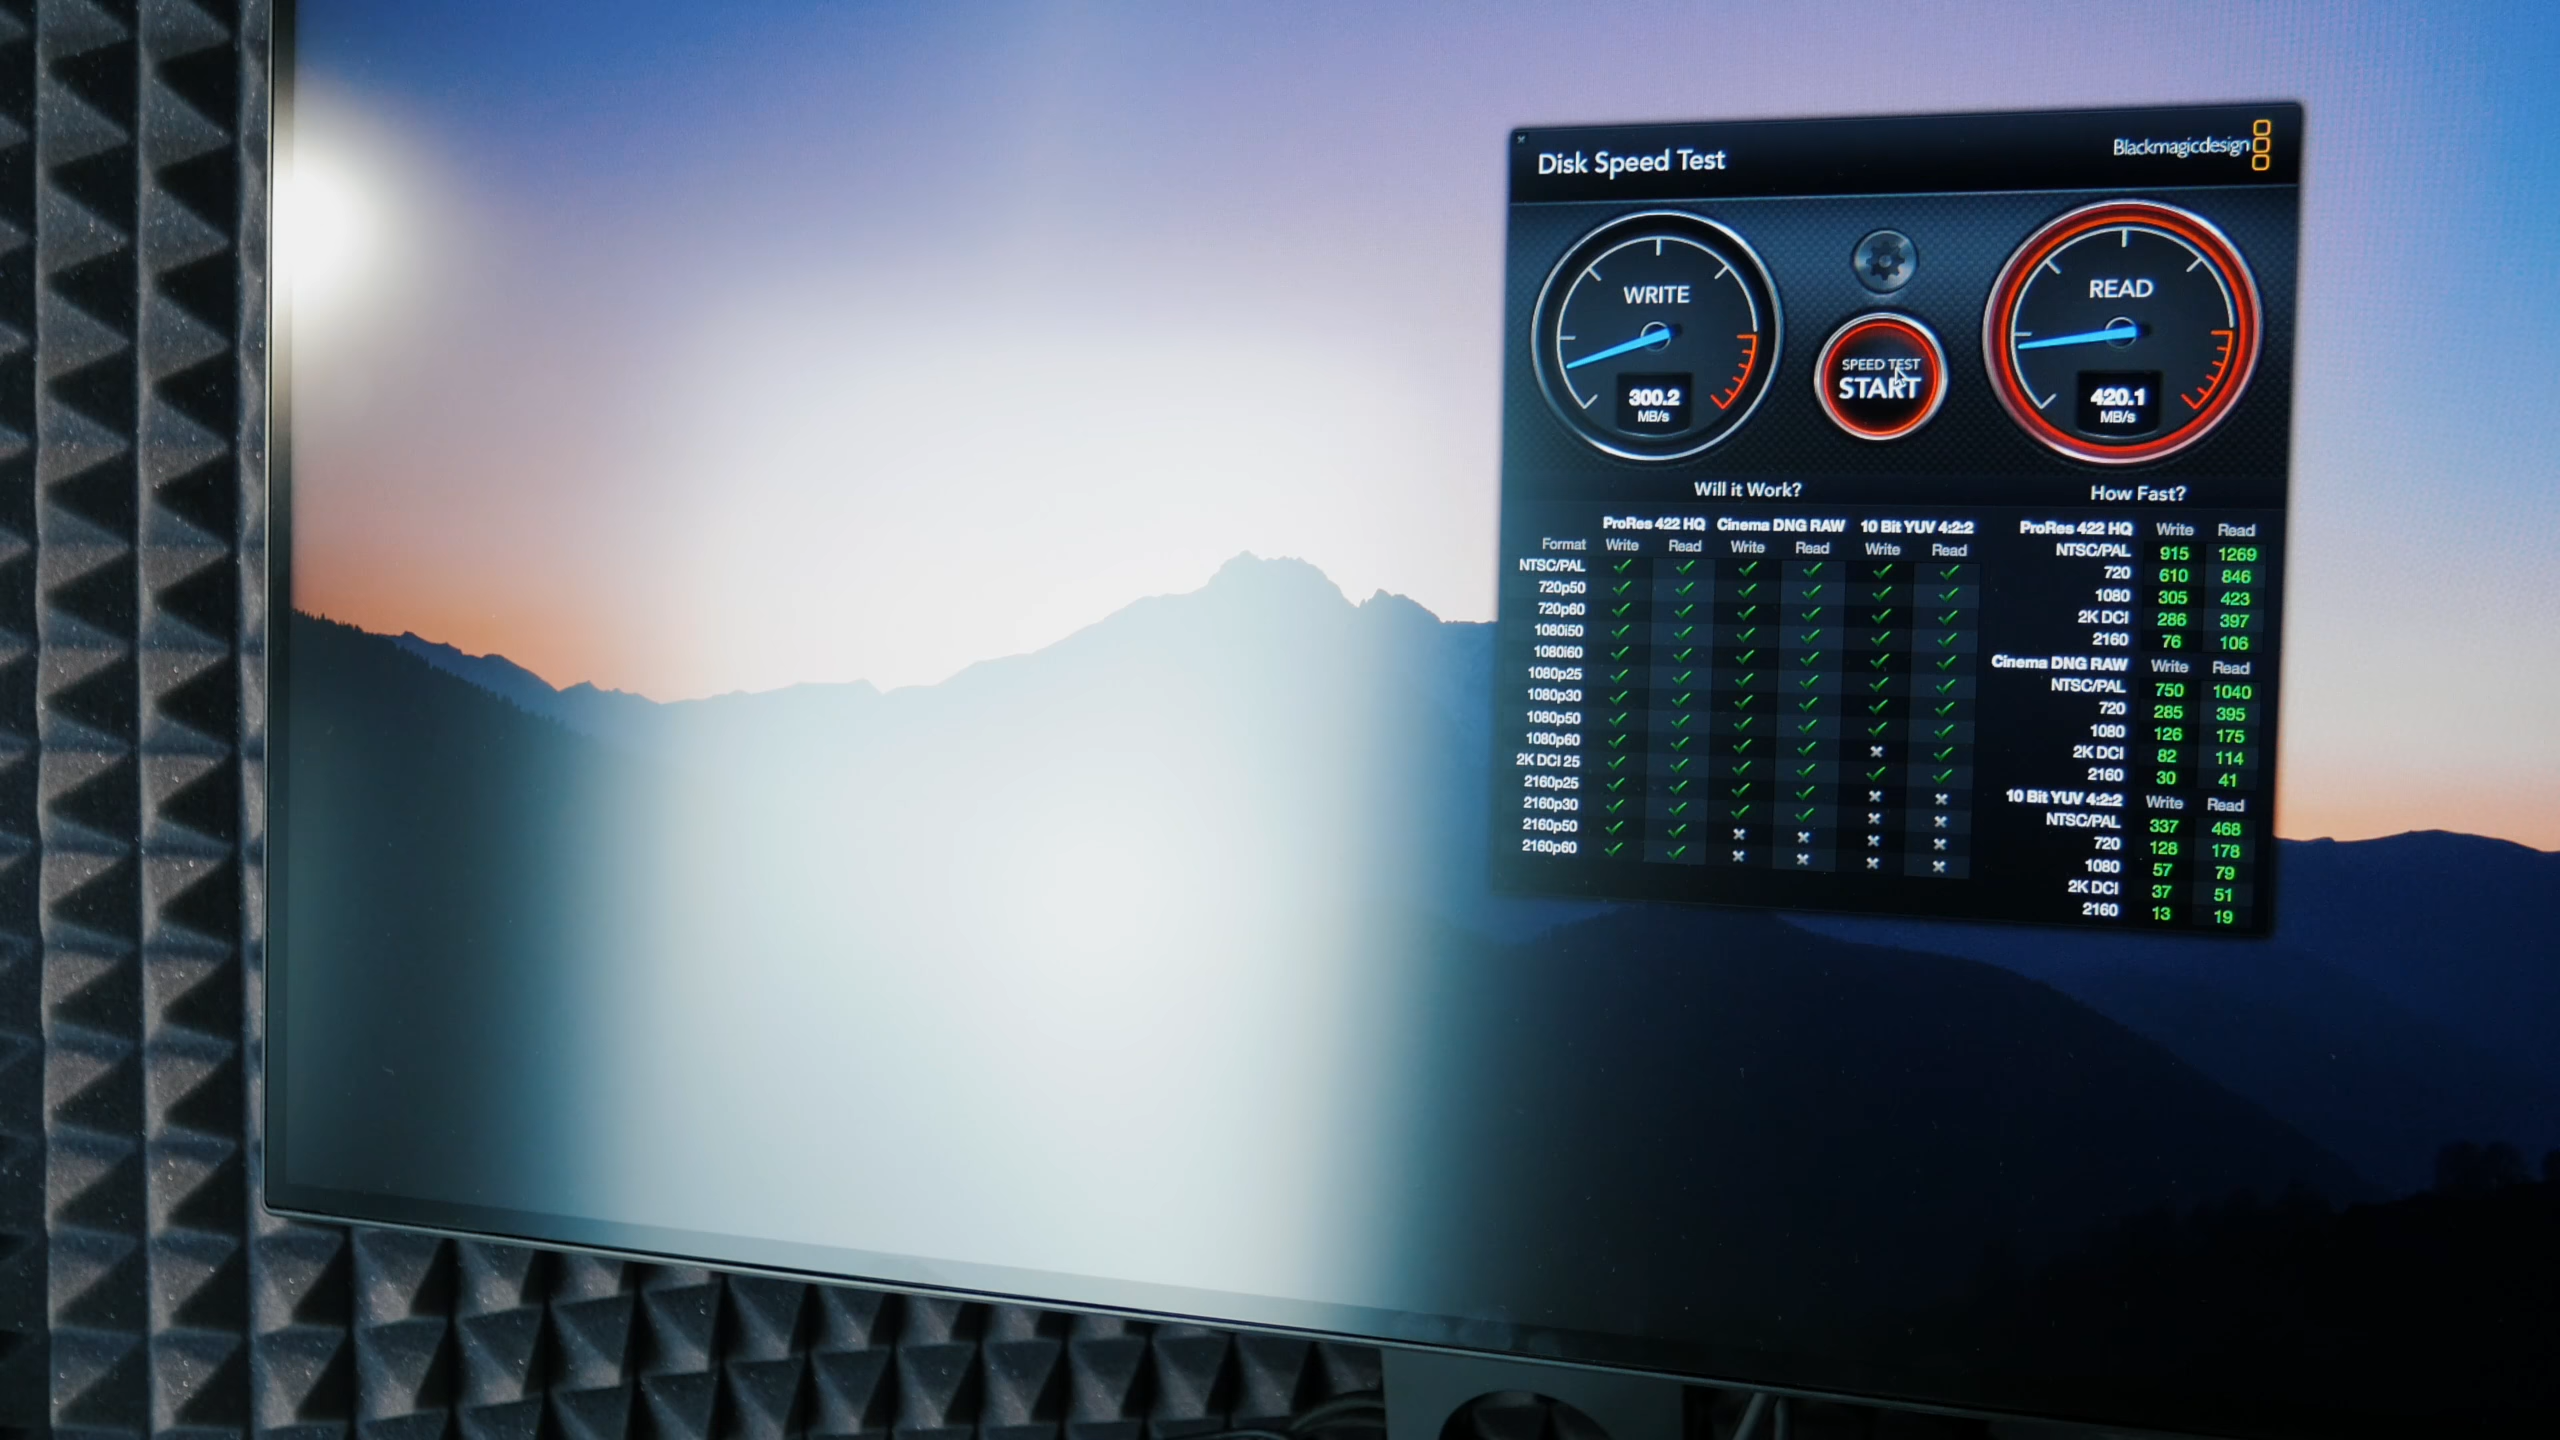 Disk Speed Test
Blackmagicdesign
WRITE
300.2
MB/s
SPEED TEST
START
READ
420.1
MB/s
Will it Work?
ProRes 422 HQ Cinema DNG RAW 10 Bit YUV 4:2:2
Format Write Read Write Read Write Read
NTSC/PAL ✓ ✓ ✓ ✓ ✓ ✓
720p50 ✓ ✓ ✓ ✓ ✓ ✓
720p60 ✓ ✓ ✓ ✓ ✓ ✓
1080i50 ✓ ✓ ✓ ✓ ✓ ✓
1080i60 ✓ ✓ ✓ ✓ ✓ ✓
1080p25 ✓ ✓ ✓ ✓ ✓ ✓
1080p30 ✓ ✓ ✓ ✓ ✓ ✓
1080p50 ✓ ✓ ✓ ✓ ✓ ✓
1080p60 ✓ ✓ ✓ ✓ × ✓
2K DCI 25 ✓ ✓ ✓ ✓ ✓ ✓
2160p25 ✓ ✓ ✓ ✓ × ×
2160p30 ✓ ✓ ✓ ✓ × ×
2160p50 ✓ ✓ × × × ×
2160p60 ✓ ✓ × × × ×
How Fast?
ProRes 422 HQ Write Read
NTSC/PAL 915 1269
720 610 846
1080 305 423
2K DCI 286 397
2160 76 106
Cinema DNG RAW Write Read
NTSC/PAL 750 1040
720 285 395
1080 126 175
2K DCI 82 114
2160 30 41
10 Bit YUV 4:2:2 Write Read
NTSC/PAL 337 468
720 128 178
1080 57 79
2K DCI 37 51
2160 13 19